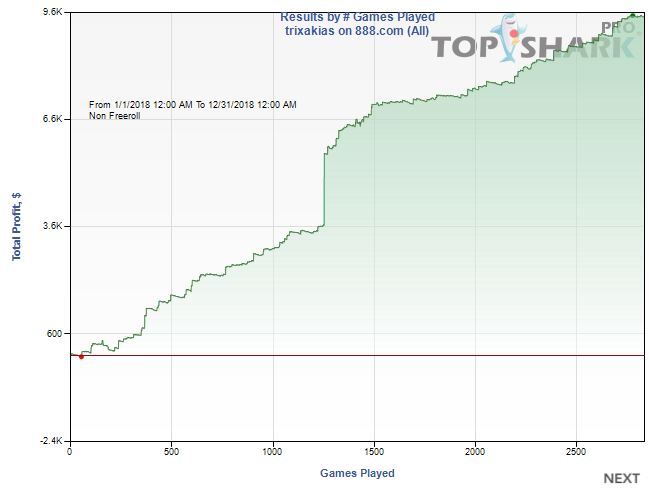 9.6K
Results by # Games Played
trixakias on 888.com (All)
PRO
TOP SHARK
From 1/1/2018 12:00 AM To 12/31/2018 12:00 AM
Non Freeroll
6.6K
3.6K
600
-2.4K
Total Profit, $
0
500
1000
1500
2000
2500
Games Played
NEXT